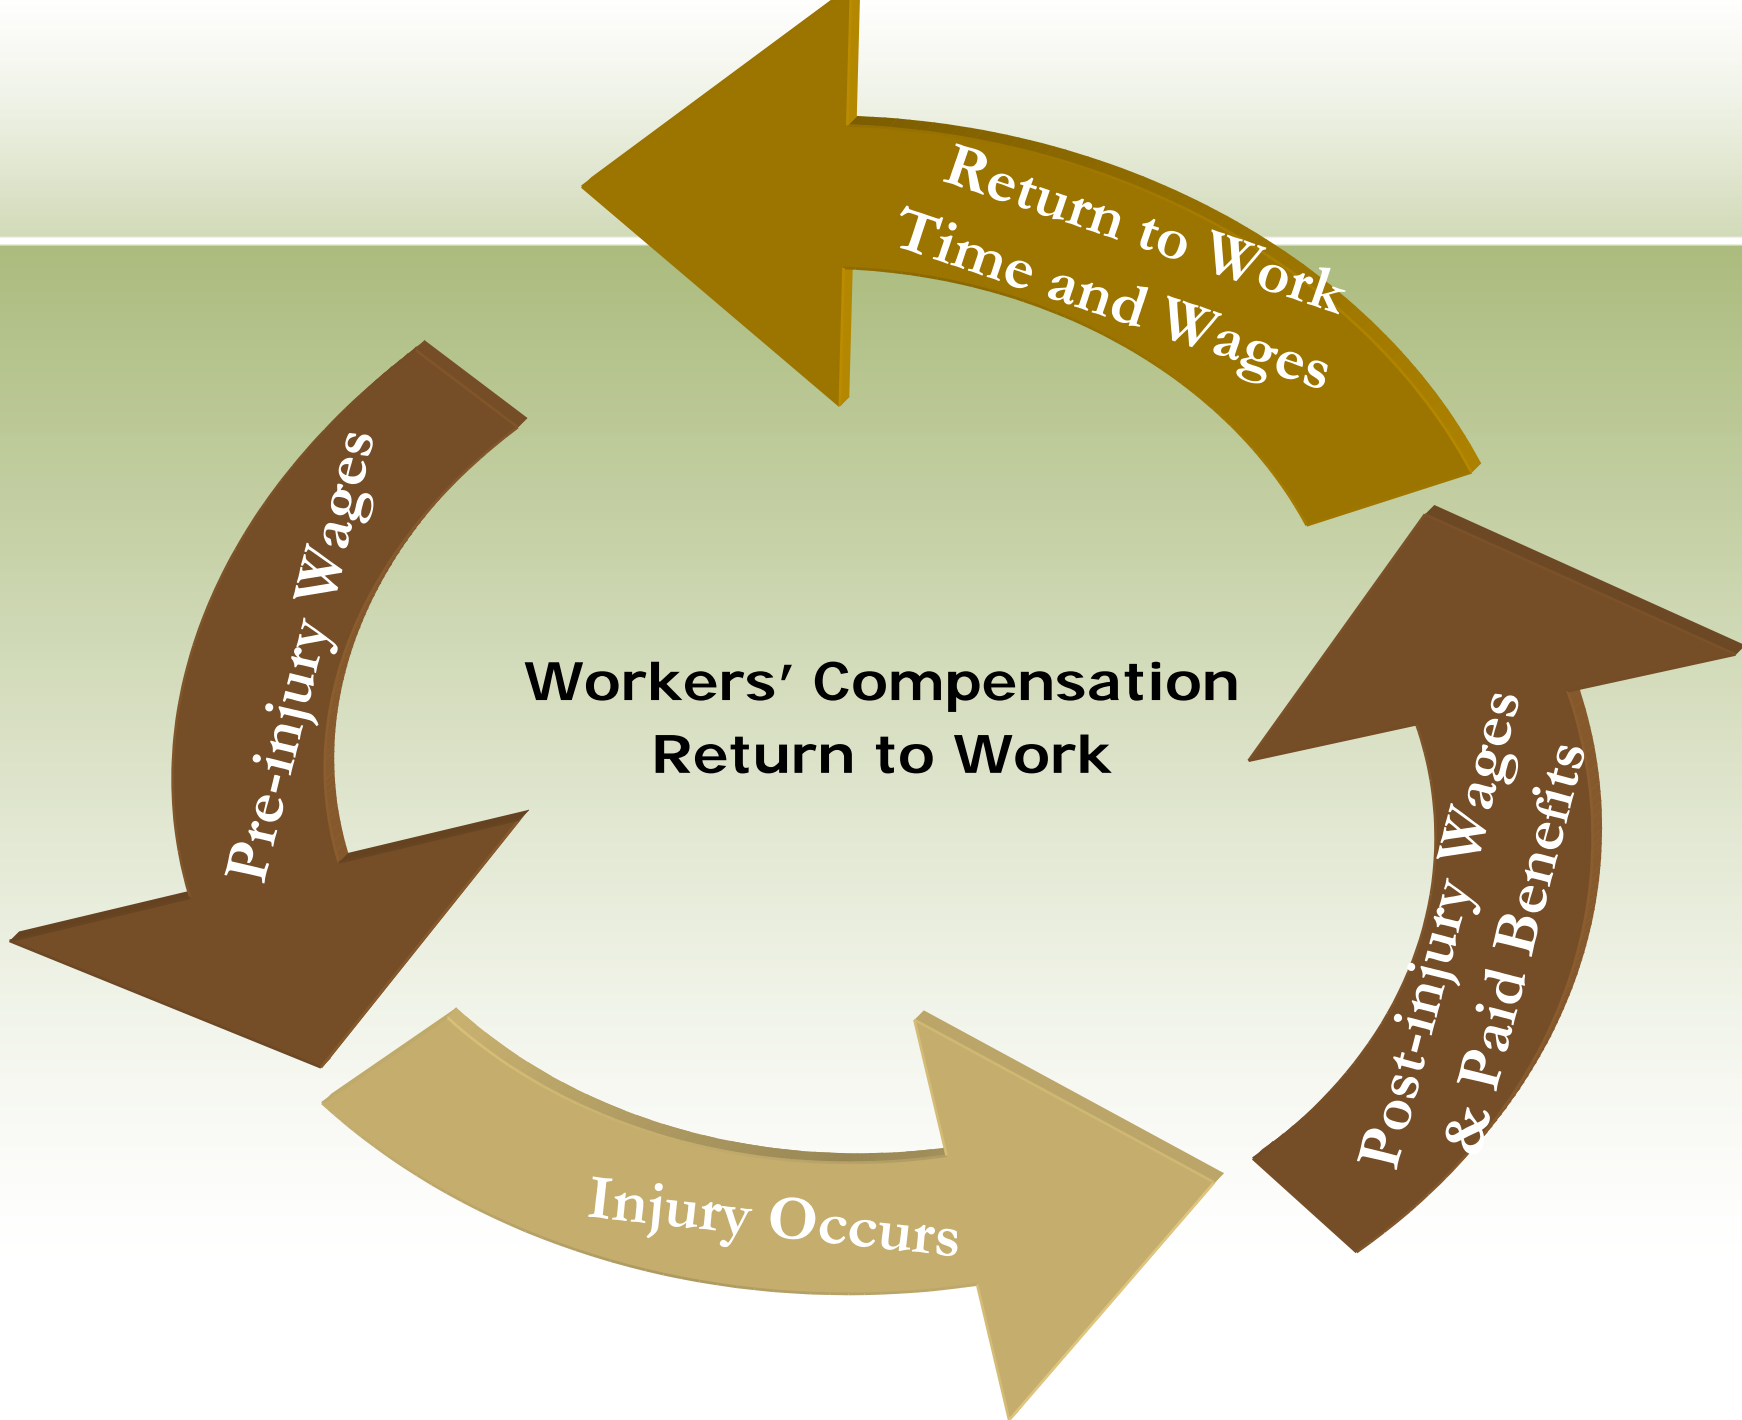 Return to Work
Time and Wages
Pre-injury Wages
Workers’ Compensation
Return to Work
Post-injury Wages
& Paid Benefits
Injury Occurs